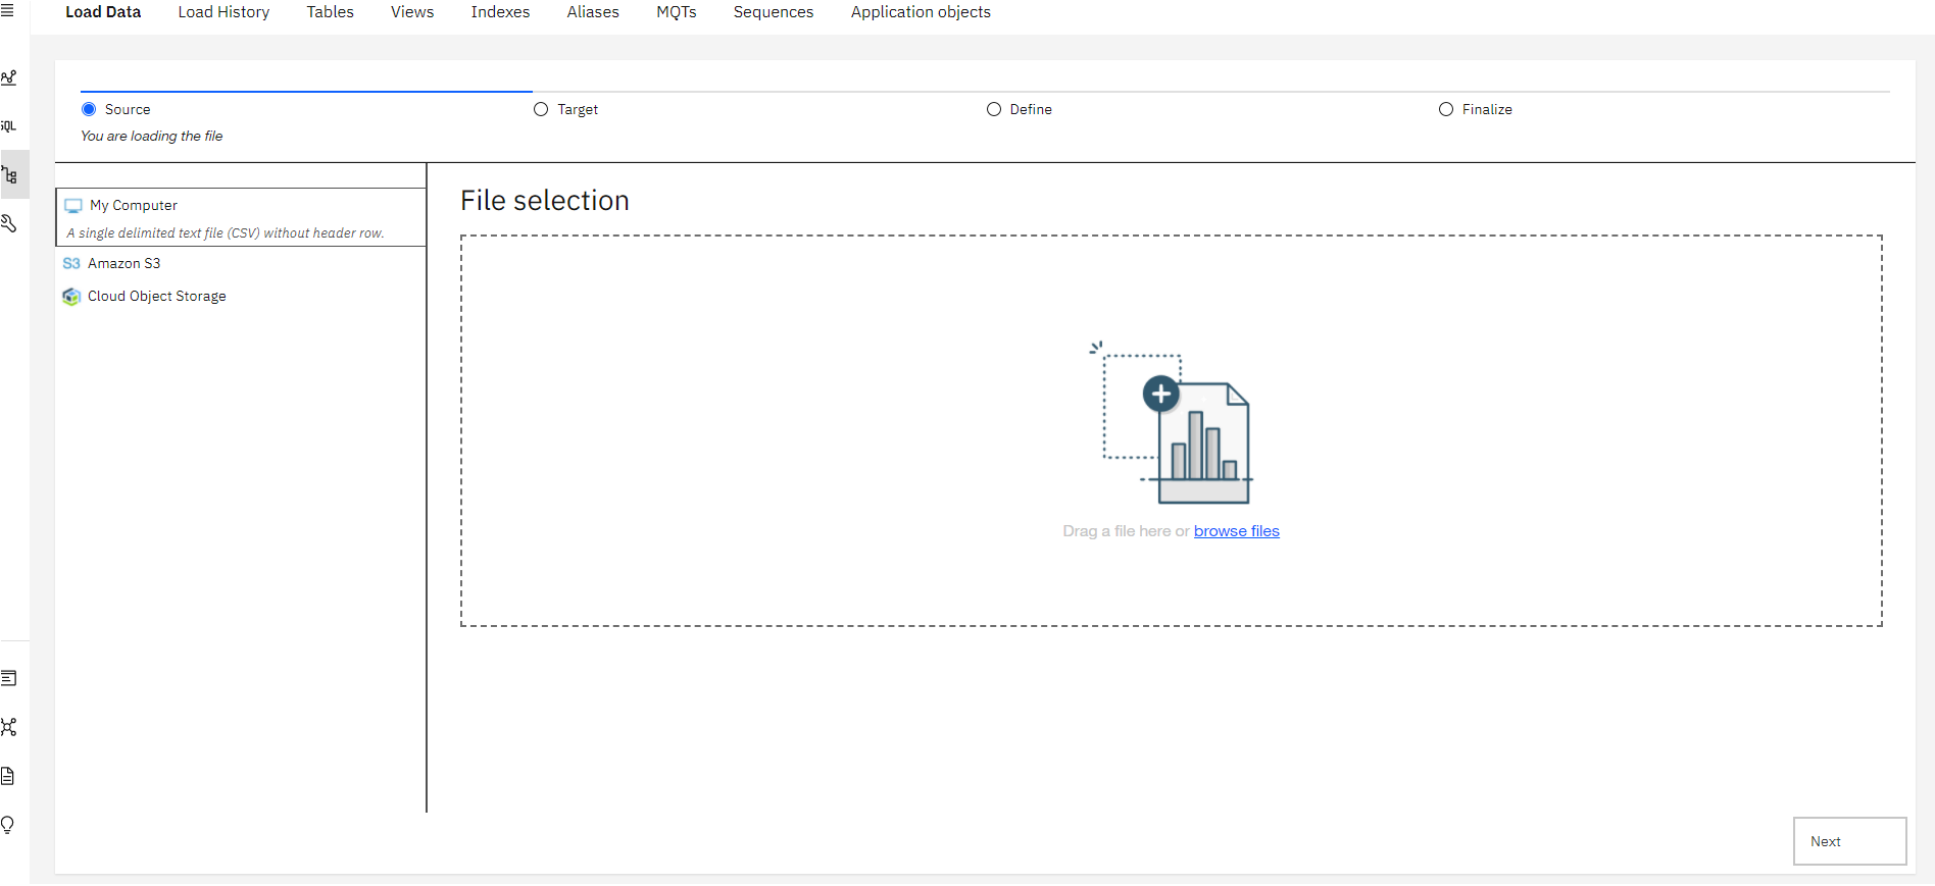 Load Data Load History Tables Views Indexes Aliases MQTs Sequences Application objects
Source Target Define Finalize
You are loading the file
SQL
My Computer
A single delimited text file (CSV) without header row.
S3 Amazon S3
Cloud Object Storage
File selection
Drag a file here or browse files
Next